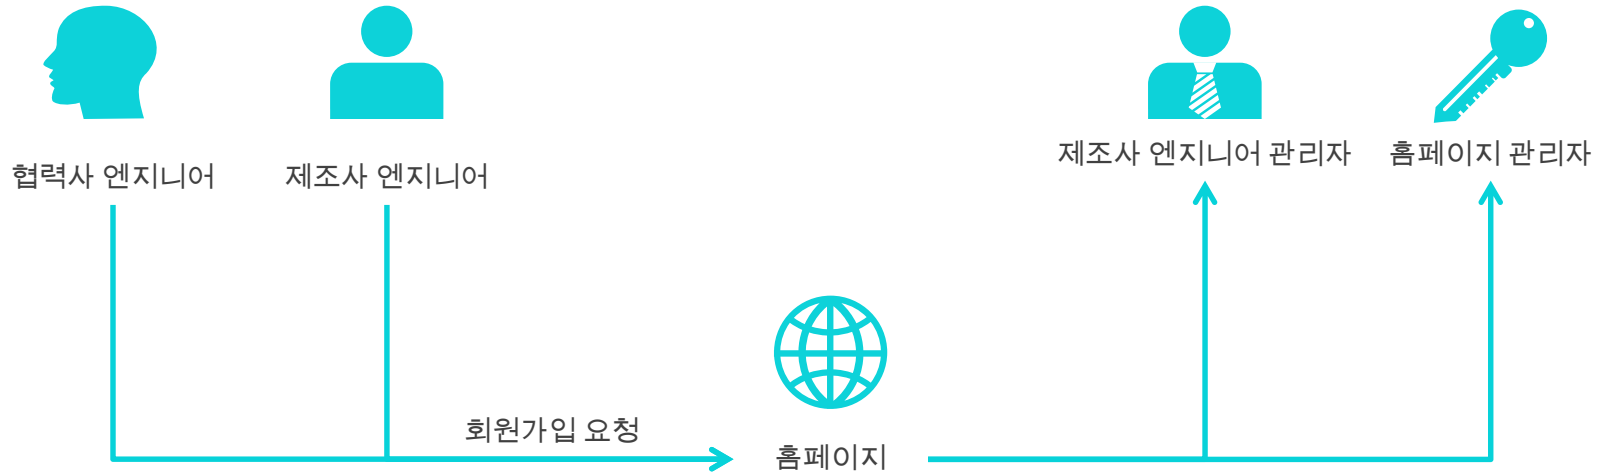 협력사 엔지니어
제조사 엔지니어
제조사 엔지니어 관리자
홈페이지 관리자
회원가입 요청
홈페이지